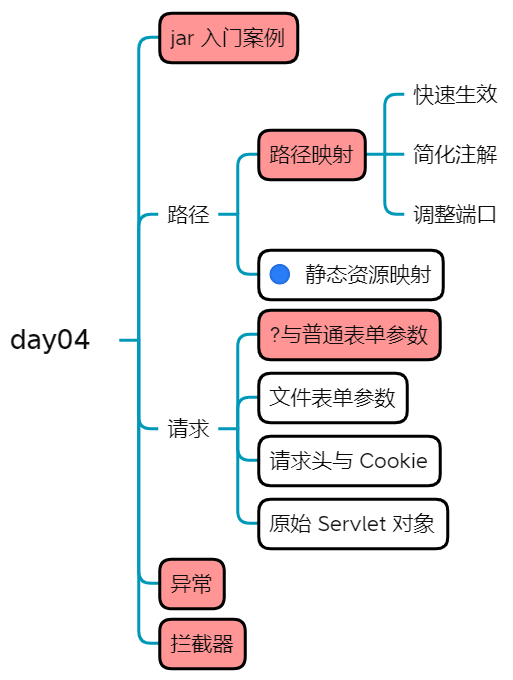 day04
jar 入门案例
路径
路径映射
快速生效
简化注解
调整端口
静态资源映射
请求
?与普通表单参数
文件表单参数
请求头与 Cookie
原始 Servlet 对象
异常
拦截器